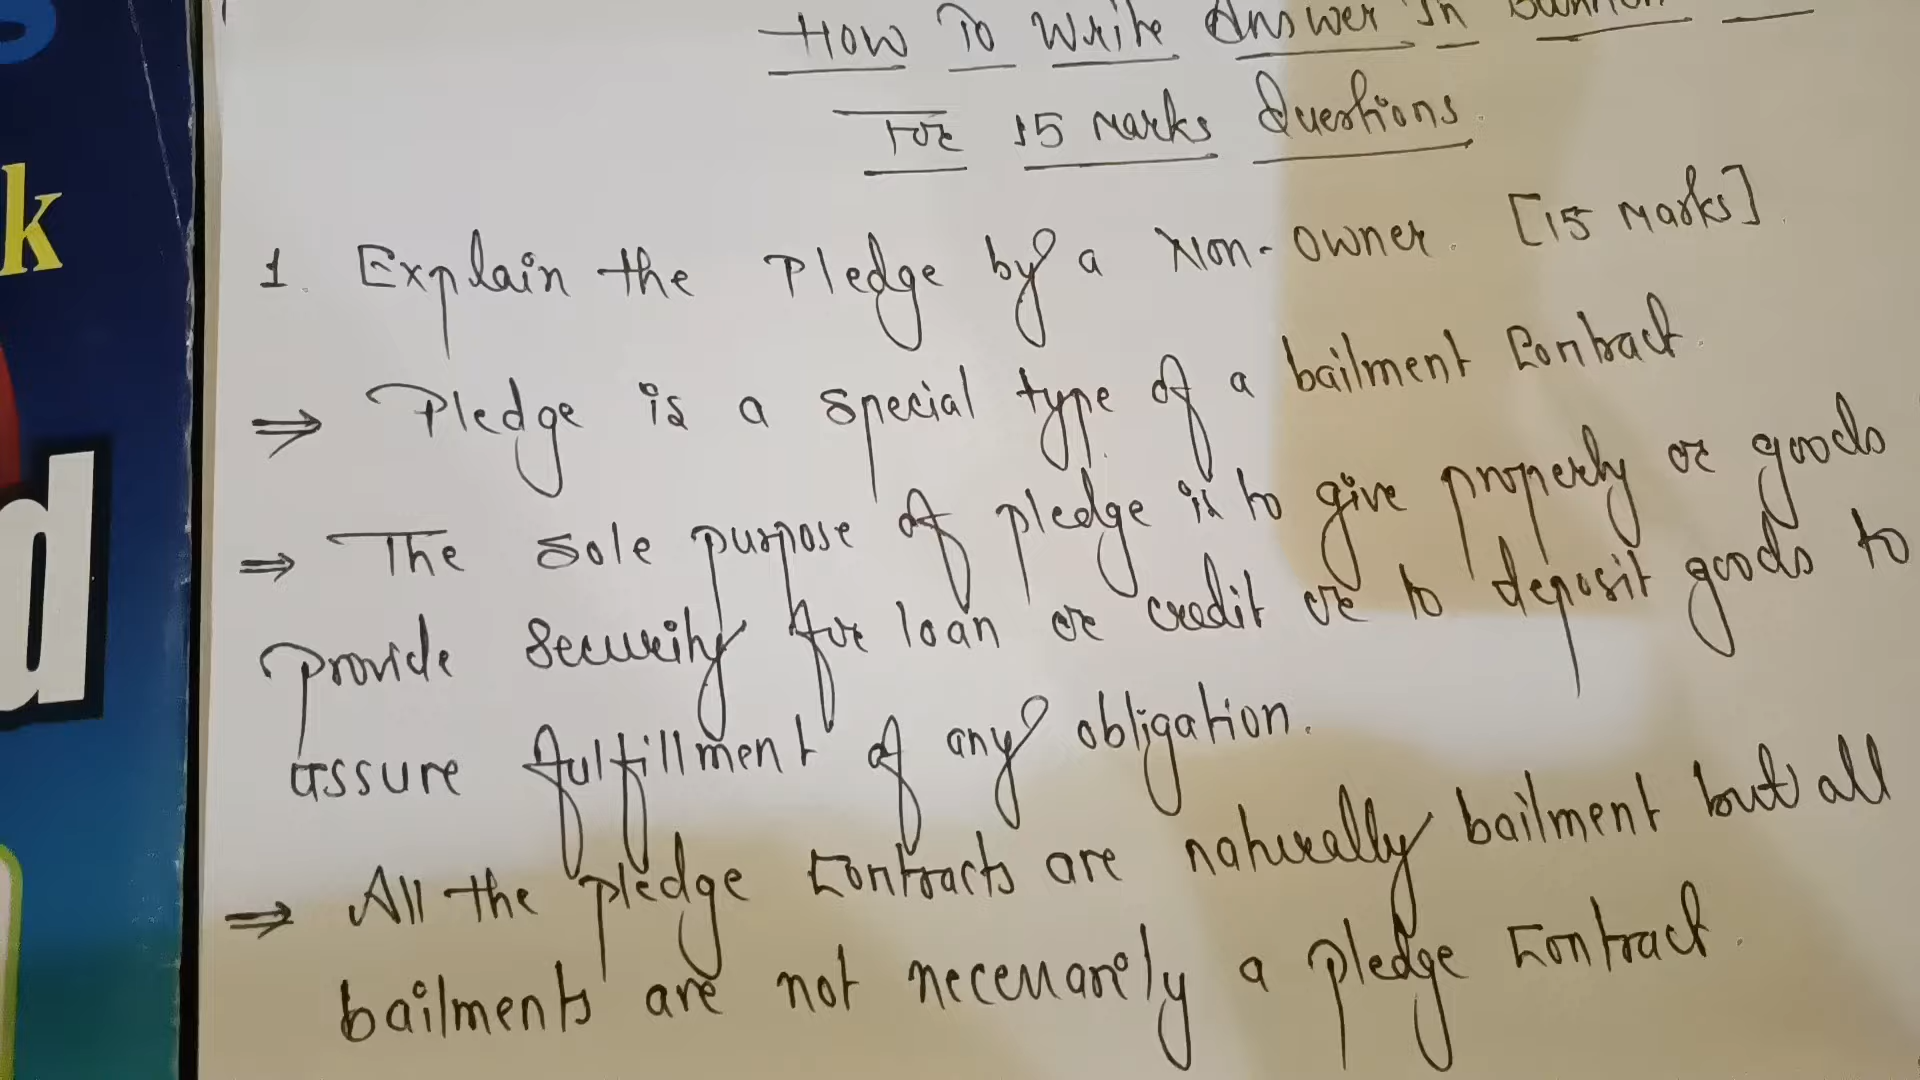 How To Write Answer In
For 15 Marks Questions.
1. Explain the Pledge by a Non-owner. [15 Marks]
⇒ Pledge is a special type of a bailment Contract.
⇒ The sole purpose of pledge is to give property or goods to
provide security for loan or credit or to deposit goods to
assure fulfillment of any obligation.
⇒ All the pledge contracts are naturally bailment but all
bailments are not necessarily a pledge contract.
k
d